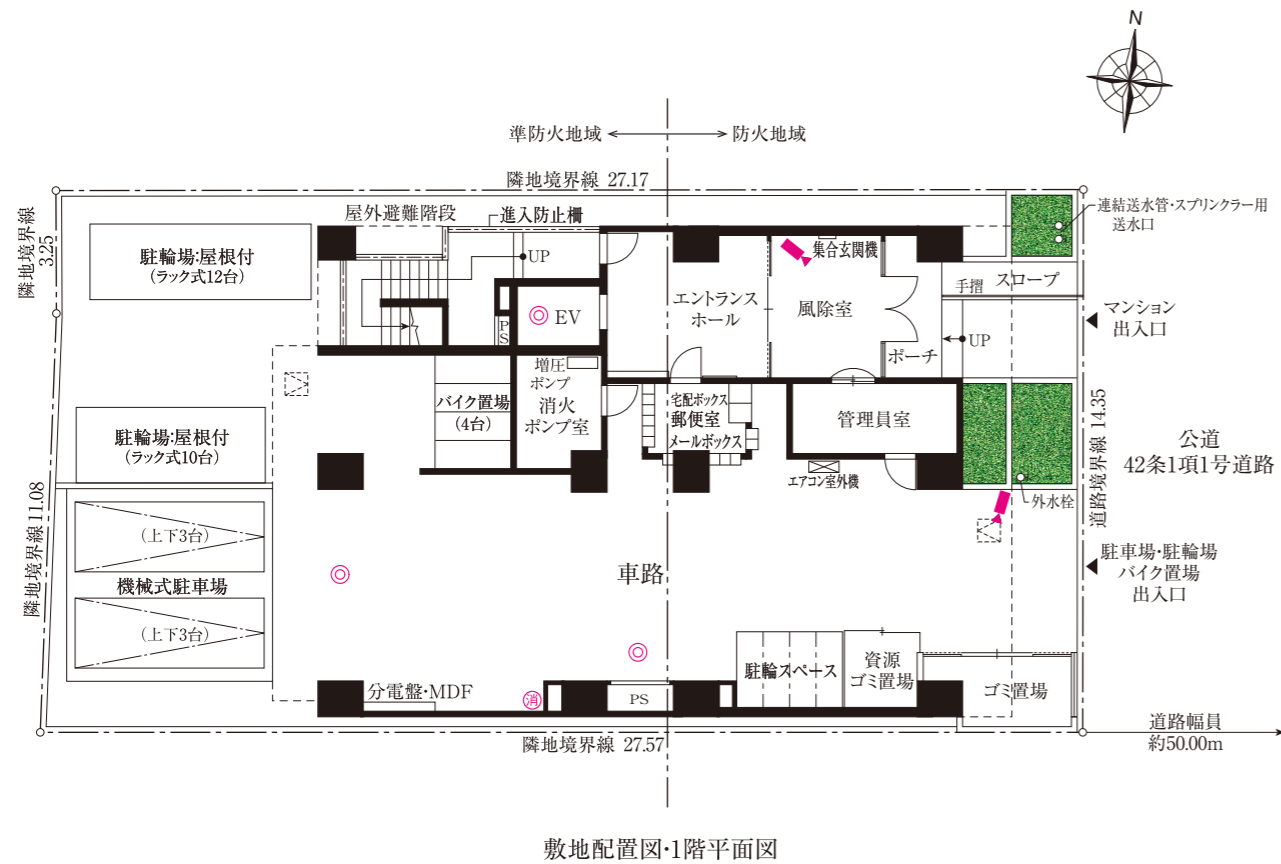 N
準防火地域
防火地域
隣地境界線 27.17
隣地境界線
3.25
屋外避難階段
進入防止柵
連結送水管・スプリンクラー用
送水口
駐輪場:屋根付
(ラック式12台)
UP
集合玄関機
手摺
スロープ
エントランス
ホール
風除室
マンション
出入口
PS
EV
ポーチ
UP
増圧
ポンプ
消火
ポンプ室
バイク置場
(4台)
宅配ボックス
郵便室
メールボックス
管理員室
道路境界線 14.35
公道
42条1項1号道路
駐輪場:屋根付
(ラック式10台)
エアコン室外機
外水栓
隣地境界線 11.08
(上下3台)
機械式駐車場
(上下3台)
車路
駐車場・駐輪場
バイク置場
出入口
駐輪スペース
資源
ゴミ置場
ゴミ置場
分電盤・MDF
消
PS
隣地境界線 27.57
道路幅員
約50.00m
敷地配置図・1階平面図